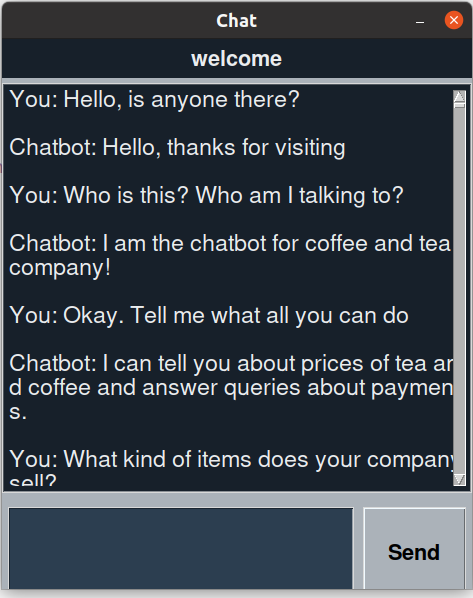 Chat
welcome
You: Hello, is anyone there?
Chatbot: Hello, thanks for visiting
You: Who is this? Who am I talking to?
Chatbot: I am the chatbot for coffee and tea
company!
You: Okay. Tell me what all you can do
Chatbot: I can tell you about prices of tea an
d coffee and answer queries about paymen
s.
You: What kind of items does your company
sell?
Send